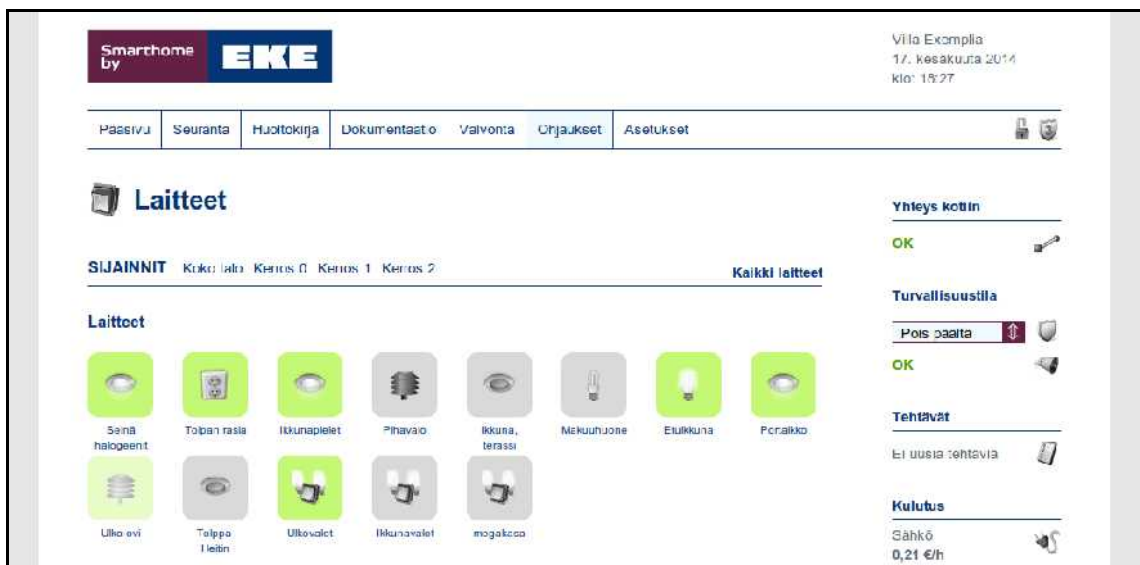 Smarthome
by
EKE
Villa Exemplia
17. kesäkuuta 2014
klo: 18:27
Pääsivu Seuranta Huoltokirja Dokumentaatio Valvonta Ohjaukset Asetukset
3
Laitteet
Yhteys kotiin
OK
SIJAINNIT Koko talo Kerros 0 Kerros 1 Kerros 2
Kaikki laitteet
Turvallisuustila
Laitteet
Pois päältä
OK
Seinä
halogeenit
Tolpan rasia
Ikkunapielet
Pihavalo
Ikkuna,
terassi
Makuuhuone
Etuikkuna
Portaikko
Tehtävät
Ei uusia tehtäviä
Ulko ovi
Tolppa
Ulkovalot
Ikkunavalot
Kulutus
Sähkö
0,21 €/h